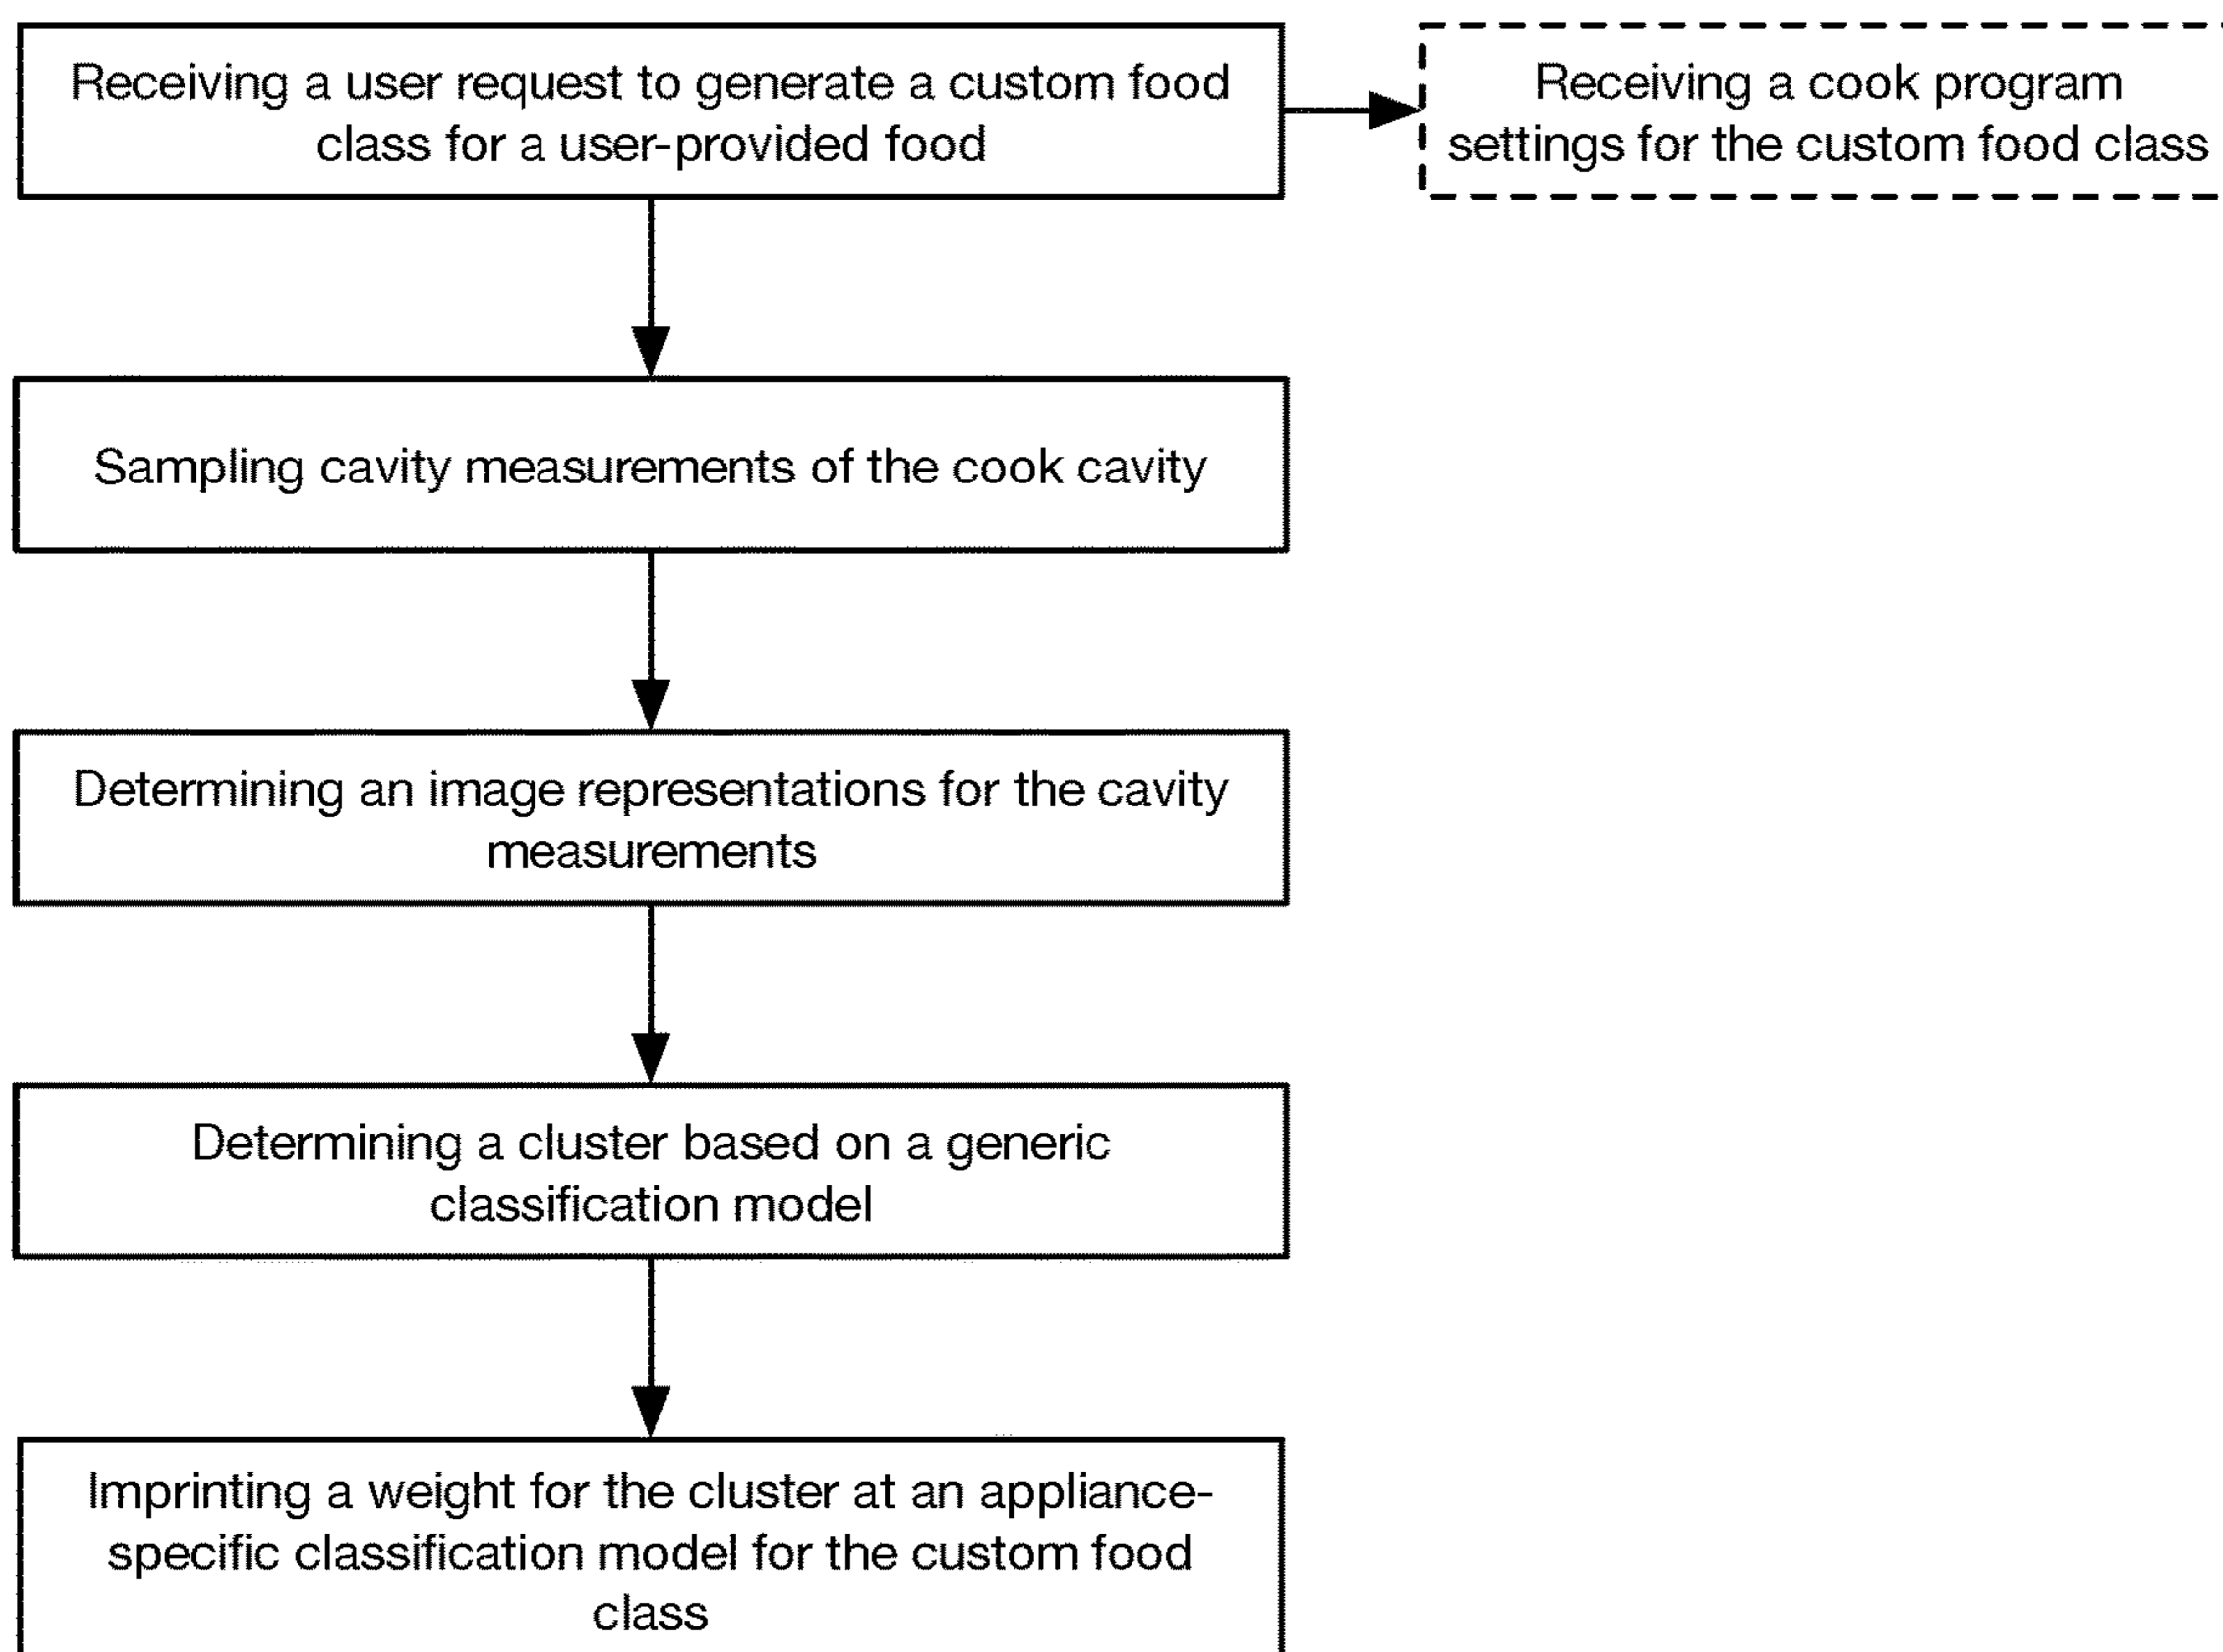 Receiving a user request to generate a custom food
class for a user-provided food
Receiving a cook program
settings for the custom food class
Sampling cavity measurements of the cook cavity
Determining an image representations for the cavity
measurements
Determining a cluster based on a generic
classification model
Imprinting a weight for the cluster at an appliance-
specific classification model for the custom food
class